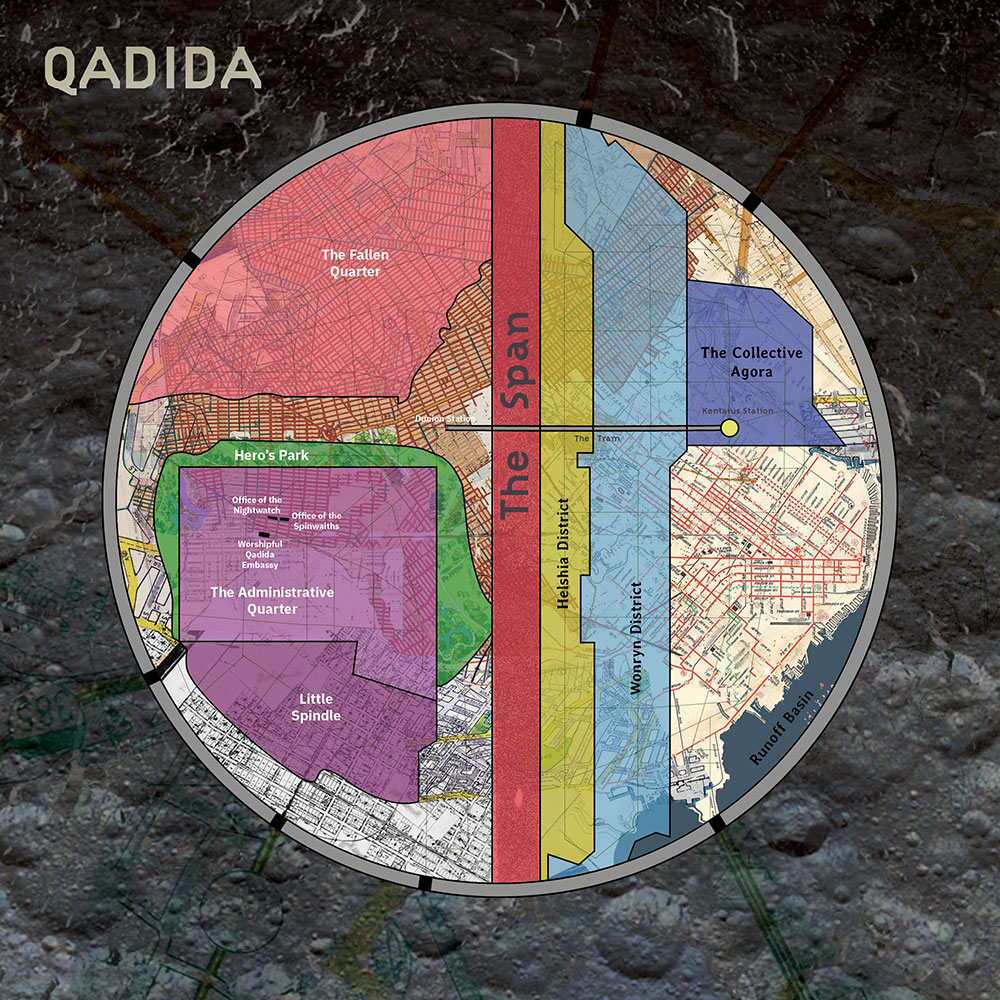 QADIDA
The Fallen
Quarter
The Span
The Collective
Agora
Kentarus Station
Station
The Tram
Hero's Park
Office of the
Nightwatch
Office of the
Spinwaiths
Worshipful
Qadida
Embassy
The Administrative
Quarter
Helshia District
Wonryn District
Little
Spindle
Runoff Basin